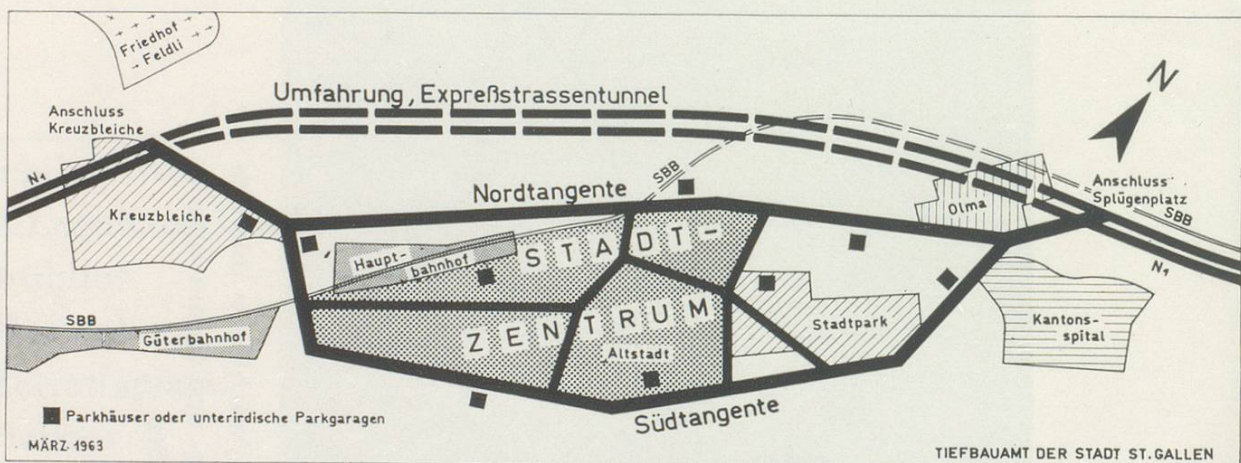 Friedhof
Feldli
Anschluss
Kreuzbleiche
Umfahrung, Expreßstrassentunnel
N
N1
Kreuzbleiche
Nordtangente
SBB
Olma
Anschluss
Splügenplatz
SBB
N1
Haupt-
bahnhof
STADT-
ZENTRUM
Altstadt
Stadtpark
Kantons-
spital
SBB
Güterbahnhof
Südtangente
Parkhäuser oder unterirdische Parkgaragen
MÄRZ 1963
TIEFBAUAMT DER STADT ST. GALLEN